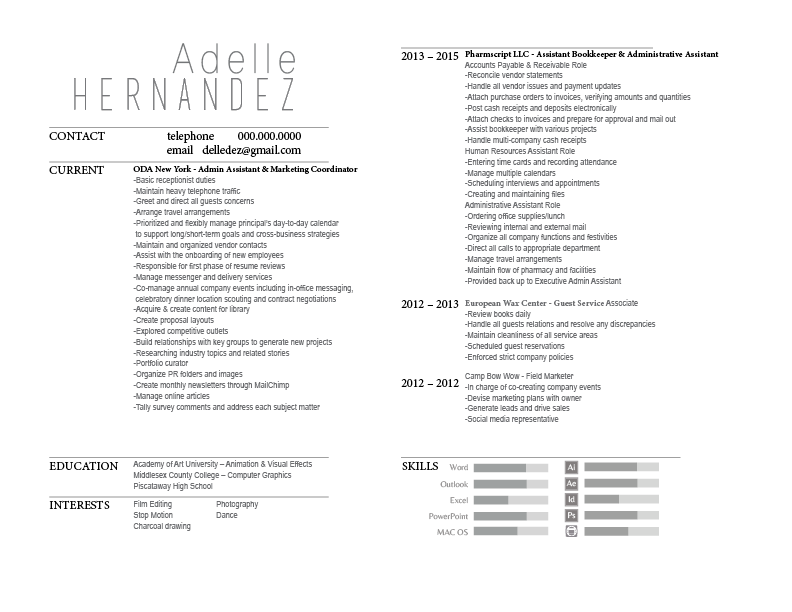 Adelle
HERNANDEZ
CONTACT
telephone 000.000.0000
email delledez@gmail.com
CURRENT
ODA New York - Admin Assistant & Marketing Coordinator
-Basic receptionist duties
-Maintain heavy telephone traffic
-Greet and direct all guests concerns
-Arrange travel arrangements
-Prioritized and flexibly manage principal's day-to-day calendar
to support long/short-term goals and cross-business strategies
-Maintain and organized vendor contacts
-Assist with the onboarding of new employees
-Responsible for first phase of resume reviews
-Manage messenger and delivery services
-Co-manage annual company events including in-office messaging,
celebratory dinner location scouting and contract negotiations
-Acquire & create content for library
-Create proposal layouts
-Explored competitive outlets
-Build relationships with key groups to generate new projects
-Researching industry topics and related stories
-Portfolio curator
-Organize PR folders and images
-Create monthly newsletters through MailChimp
-Manage online articles
-Tally survey comments and address each subject matter
EDUCATION
Academy of Art University – Animation & Visual Effects
Middlesex County College – Computer Graphics
Piscataway High School
INTERESTS
Film Editing Photography
Stop Motion Dance
Charcoal drawing
2013 – 2015 Pharmscript LLC - Assistant Bookkeeper & Administrative Assistant
Accounts Payable & Receivable Role
-Reconcile vendor statements
-Handle all vendor issues and payment updates
-Attach purchase orders to invoices, verifying amounts and quantities
-Post cash receipts and deposits electronically
-Attach checks to invoices and prepare for approval and mail out
-Assist bookkeeper with various projects
-Handle multi-company cash receipts
Human Resources Assistant Role
-Entering time cards and recording attendance
-Manage multiple calendars
-Scheduling interviews and appointments
-Creating and maintaining files
Administrative Assistant Role
-Ordering office supplies/lunch
-Reviewing internal and external mail
-Organize all company functions and festivities
-Direct all calls to appropriate department
-Manage travel arrangements
-Maintain flow of pharmacy and facilities
-Provided back up to Executive Admin Assistant
2012 – 2013 European Wax Center - Guest Service Associate
-Review books daily
-Handle all guests relations and resolve any discrepancies
-Maintain cleanliness of all service areas
-Scheduled guest reservations
-Enforced strict company policies
Camp Bow Wow - Field Marketer
2012 – 2012
-In charge of co-creating company events
-Devise marketing plans with owner
-Generate leads and drive sales
-Social media representative
SKILLS
Word Ai
Outlook Ae
Excel Id
PowerPoint Ps
MAC OS